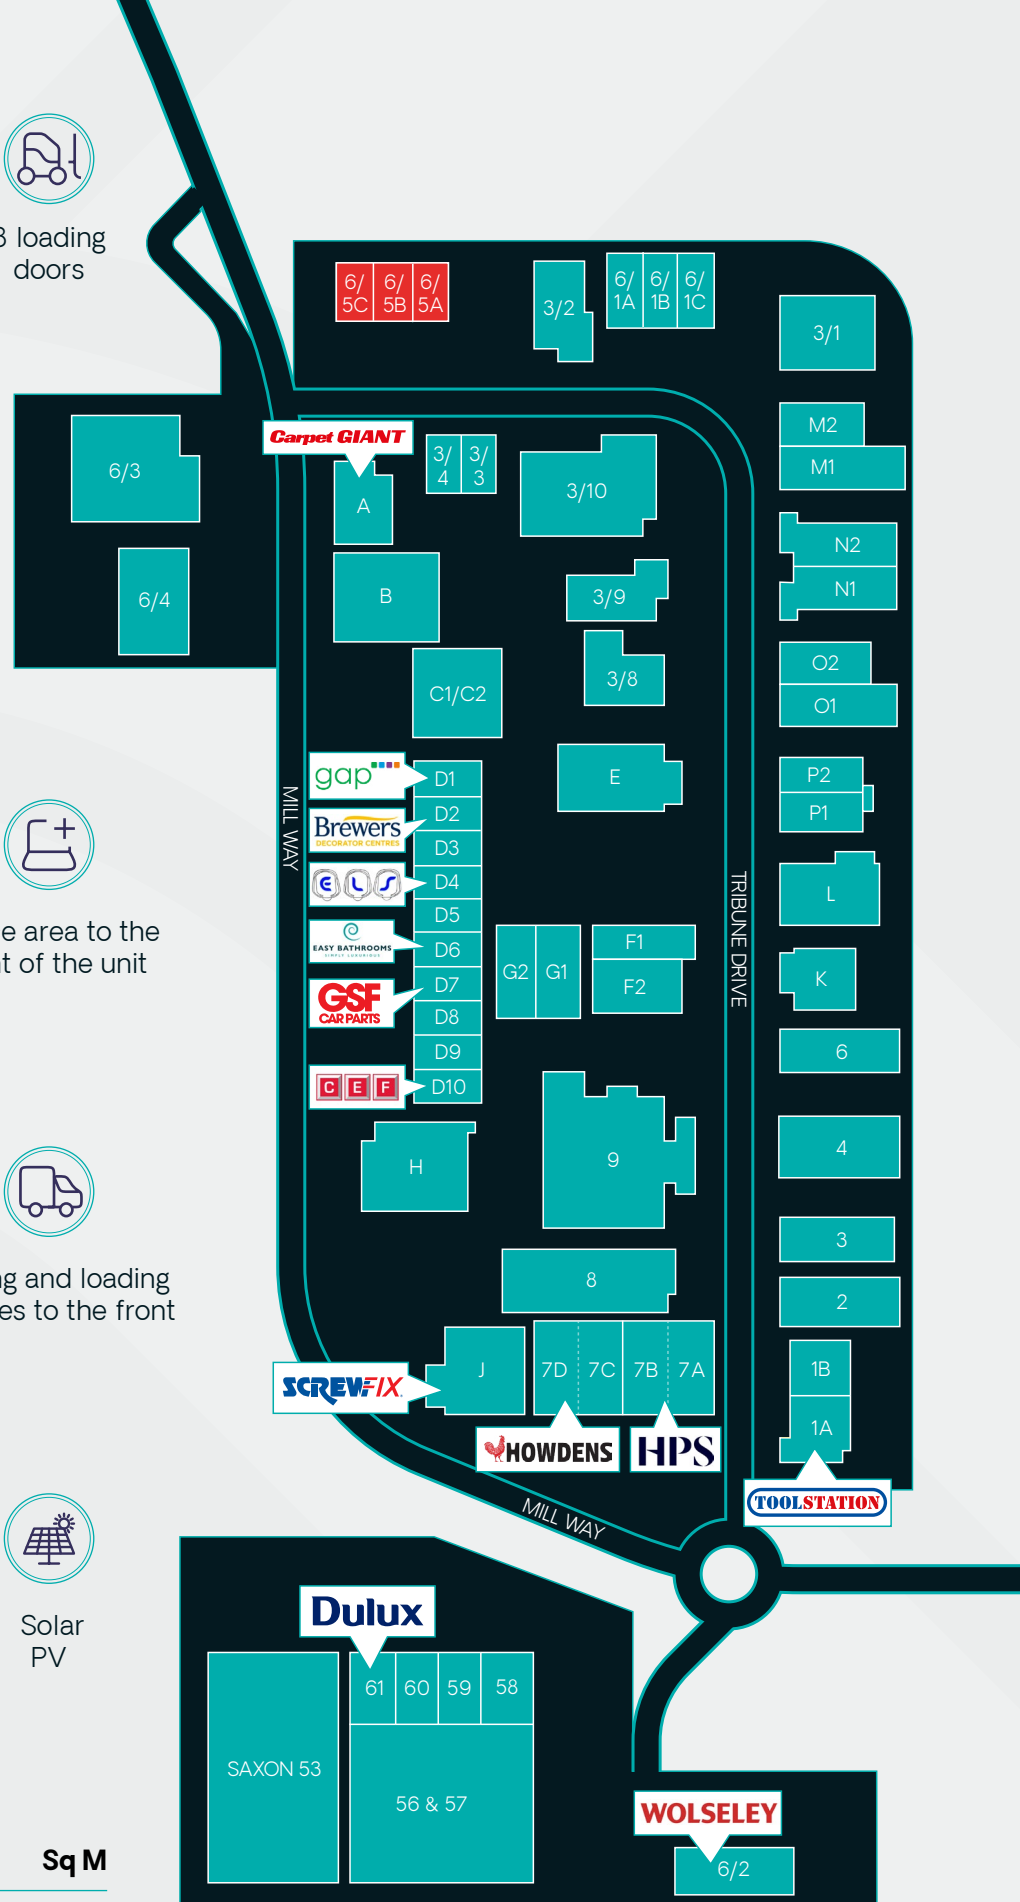 3 loading
doors
6/
5C
6/
5B
6/
5A
3/2
6/
1A
6/
1B
6/
1C
3/1
Carpet GIANT
6/3
6/4
A
3/
4
3/
3
3/10
M2
M1
B
3/9
N2
N1
C1/C2
3/8
O2
O1
MILL WAY
gap
Brewers
DECORATOR CENTRES
ELS
EASY BATHROOMS
SIMPLY LUXURIOUS
GSF
CAR PARTS
CEF
D1
D2
D3
D4
D5
D6
D7
D8
D9
D10
E
G2
G1
F1
F2
TRIBUNE DRIVE
P2
P1
L
K
6
e area to the
t of the unit
H
9
4
3
2
8
ng and loading
es to the front
SCREWFIX
J
7D
7C
7B
7A
1B
1A
HOWDENS
HPS
TOOLSTATION
MILL WAY
Solar
PV
Dulux
61
60
59
58
SAXON 53
56 & 57
WOLSELEY
6/2
Sq M